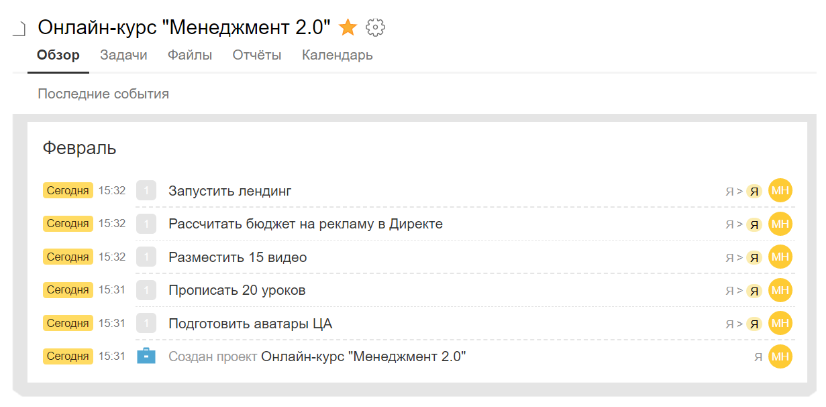 Онлайн-курс "Менеджмент 2.0"
Обзор Задачи Файлы Отчёты Календарь
Последние события
Февраль
Сегодня 15:32 1 Запустить лендинг Я > Я МН
Сегодня 15:32 1 Рассчитать бюджет на рекламу в Директе Я > Я МН
Сегодня 15:32 1 Разместить 15 видео Я > Я МН
Сегодня 15:31 1 Прописать 20 уроков Я > Я МН
Сегодня 15:31 1 Подготовить аватары ЦА Я > Я МН
Сегодня 15:31 Создан проект Онлайн-курс "Менеджмент 2.0" Я МН